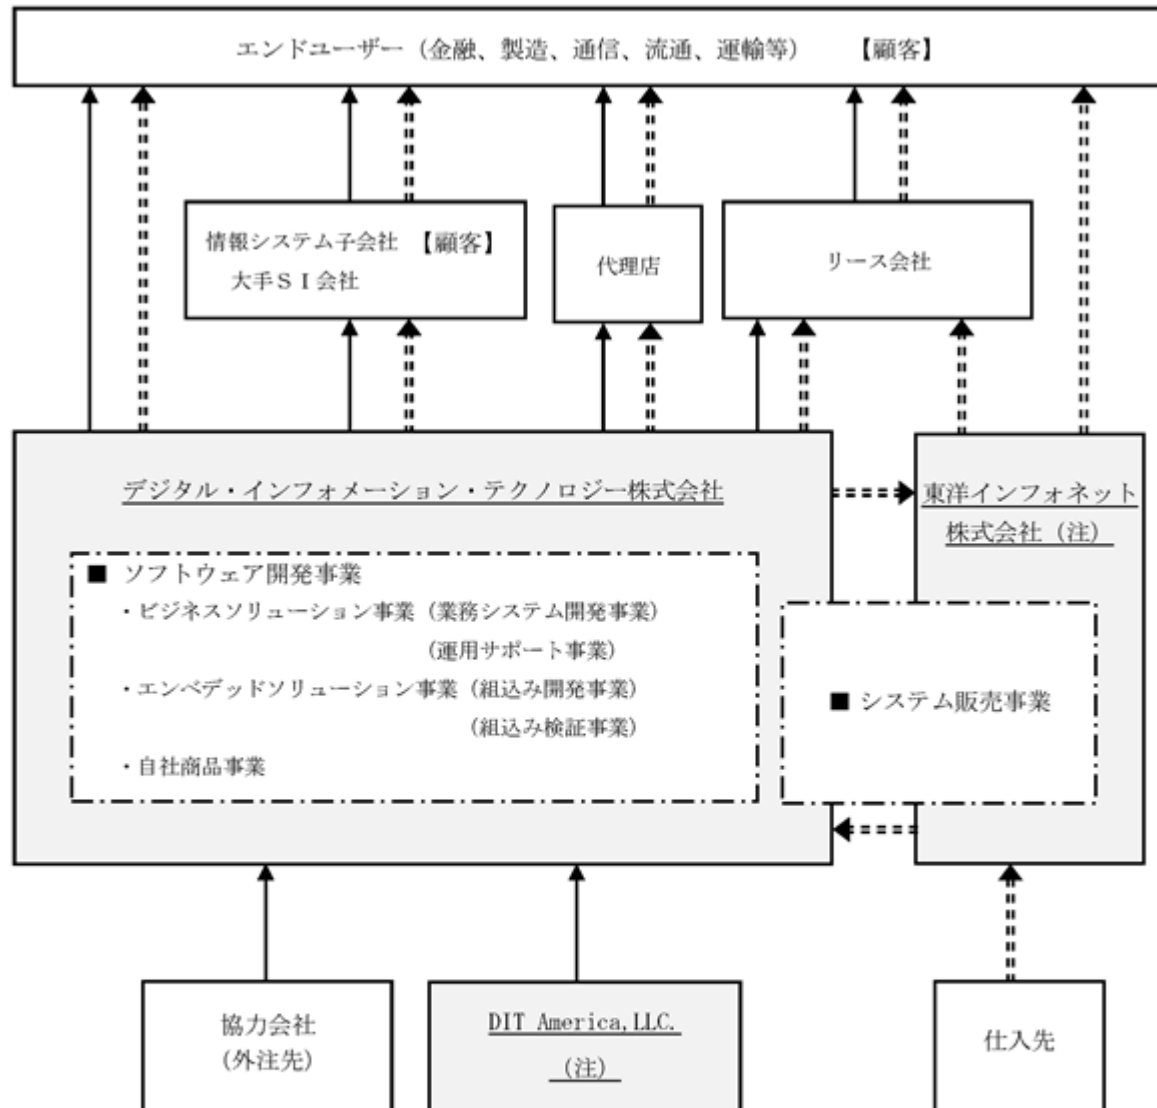 エンドユーザー（金融、製造、通信、流通、運輸等）　【顧客】
情報システム子会社　【顧客】
大手ＳＩ会社
代理店
リース会社
デジタル・インフォメーション・テクノロジー株式会社
東洋インフォネット
株式会社（注）
■ ソフトウェア開発事業
・ビジネスソリューション事業（業務システム開発事業）
（運用サポート事業）
・エンベデッドソリューション事業（組込み開発事業）
（組込み検証事業）
・自社商品事業
■ システム販売事業
協力会社
（外注先）
DIT America,LLC.
（注）
仕入先